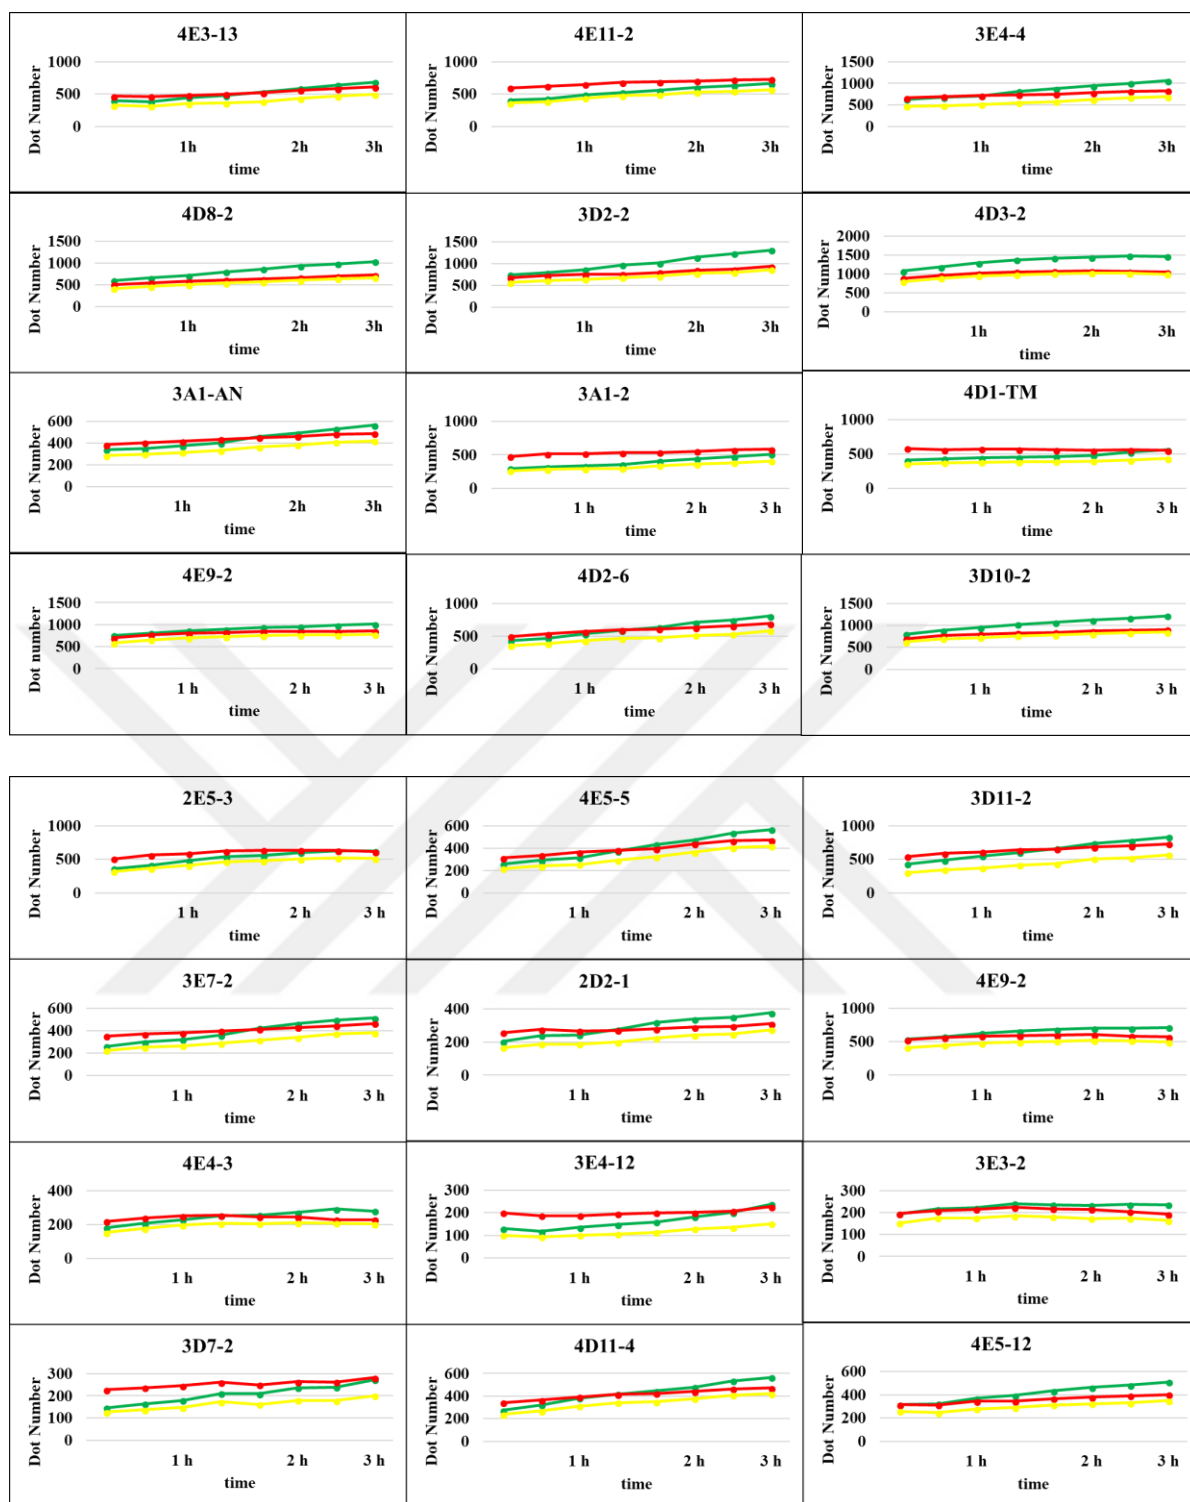 4E3-13
Dot Number
1000
500
0
1h
2h
3h
time
4E11-2
Dot Number
1000
500
0
1h
2h
3h
time
3E4-4
Dot Number
1500
1000
500
0
1h
2h
3h
time
4D8-2
Dot Number
1500
1000
500
0
1h
2h
3h
time
3D2-2
Dot Number
1500
1000
500
0
1h
2h
3h
time
4D3-2
Dot Number
2000
1500
1000
500
0
1h
2h
3h
time
3A1-AN
Dot Number
600
400
200
0
1h
2h
3h
time
3A1-2
Dot Number
1000
500
0
1 h
2 h
3 h
time
4D1-TM
Dot Number
1000
500
0
1 h
2 h
3 h
time
4E9-2
Dot number
1500
1000
500
0
1 h
2 h
3 h
time
4D2-6
Dot Number
1000
500
0
1 h
2 h
3 h
time
3D10-2
Dot Number
1500
1000
500
0
1 h
2 h
3 h
time
2E5-3
Dot Number
1000
500
0
1 h
2 h
3 h
time
4E5-5
Dot Number
600
400
200
0
1 h
2 h
3 h
time
3D11-2
Dot Number
1000
500
0
1 h
2 h
3 h
time
3E7-2
Dot Number
600
400
200
0
1 h
2 h
3 h
time
2D2-1
Dot Number
400
200
0
1 h
2 h
3 h
time
4E9-2
Dot Number
1000
500
0
1 h
2 h
3 h
time
4E4-3
Dot Number
400
200
0
1 h
2 h
3 h
time
3E4-12
Dot Number
300
200
100
0
1 h
2 h
3 h
time
3E3-2
Dot Number
300
200
100
0
1 h
2 h
3 h
time
3D7-2
Dot Number
300
200
100
0
1 h
2 h
3 h
time
4D11-4
Dot Number
600
400
200
0
1 h
2 h
3 h
time
4E5-12
Dot Number
600
400
200
0
1 h
2 h
3 h
time